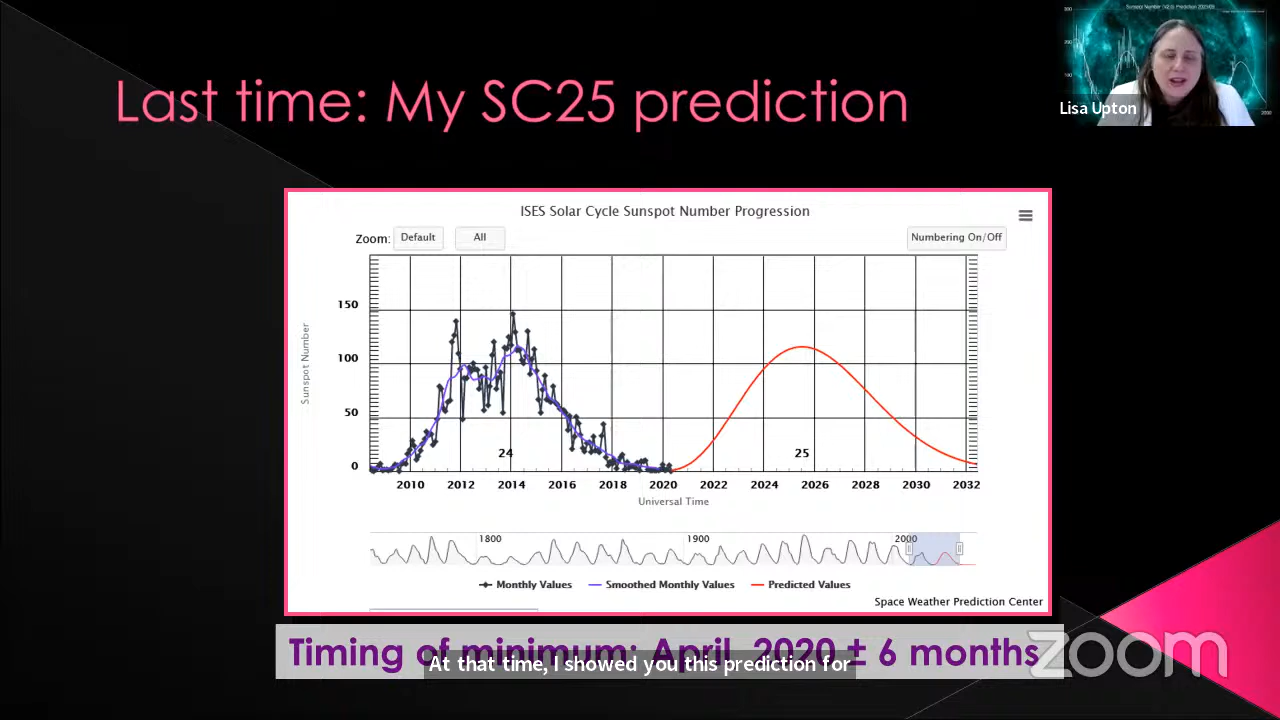 Last time: My SC25 prediction
Lisa Upton
ISES Solar Cycle Sunspot Number Progression
Zoom: Default All Numbering On/Off
Sunspot Number
150
100
50
0
24 25
2010 2012 2014 2016 2018 2020 2022 2024 2026 2028 2030 2032
Universal Time
1800 1900 2000
Monthly Values Smoothed Monthly Values Predicted Values
Space Weather Prediction Center
Timing of minimum: April 2020 ± 6 months
At that time, I showed you this prediction for
zoom